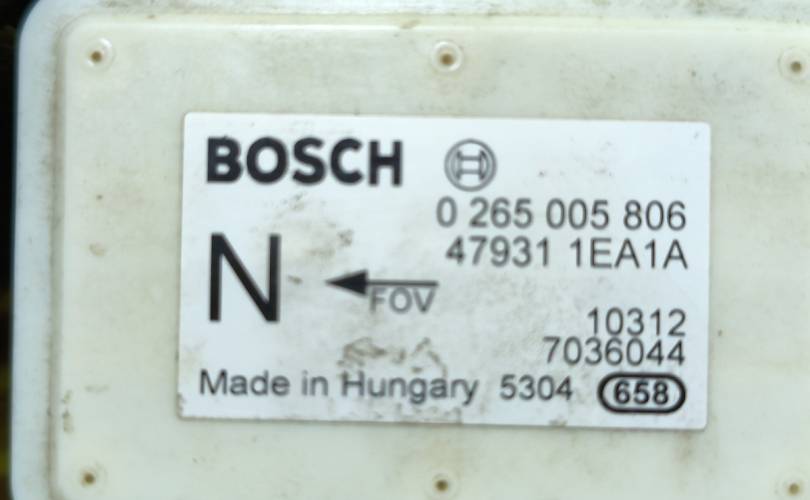 BOSCH
0 265 005 806
47931 1EA1A
N
FOV
10312
7036044
Made in Hungary 5304 658